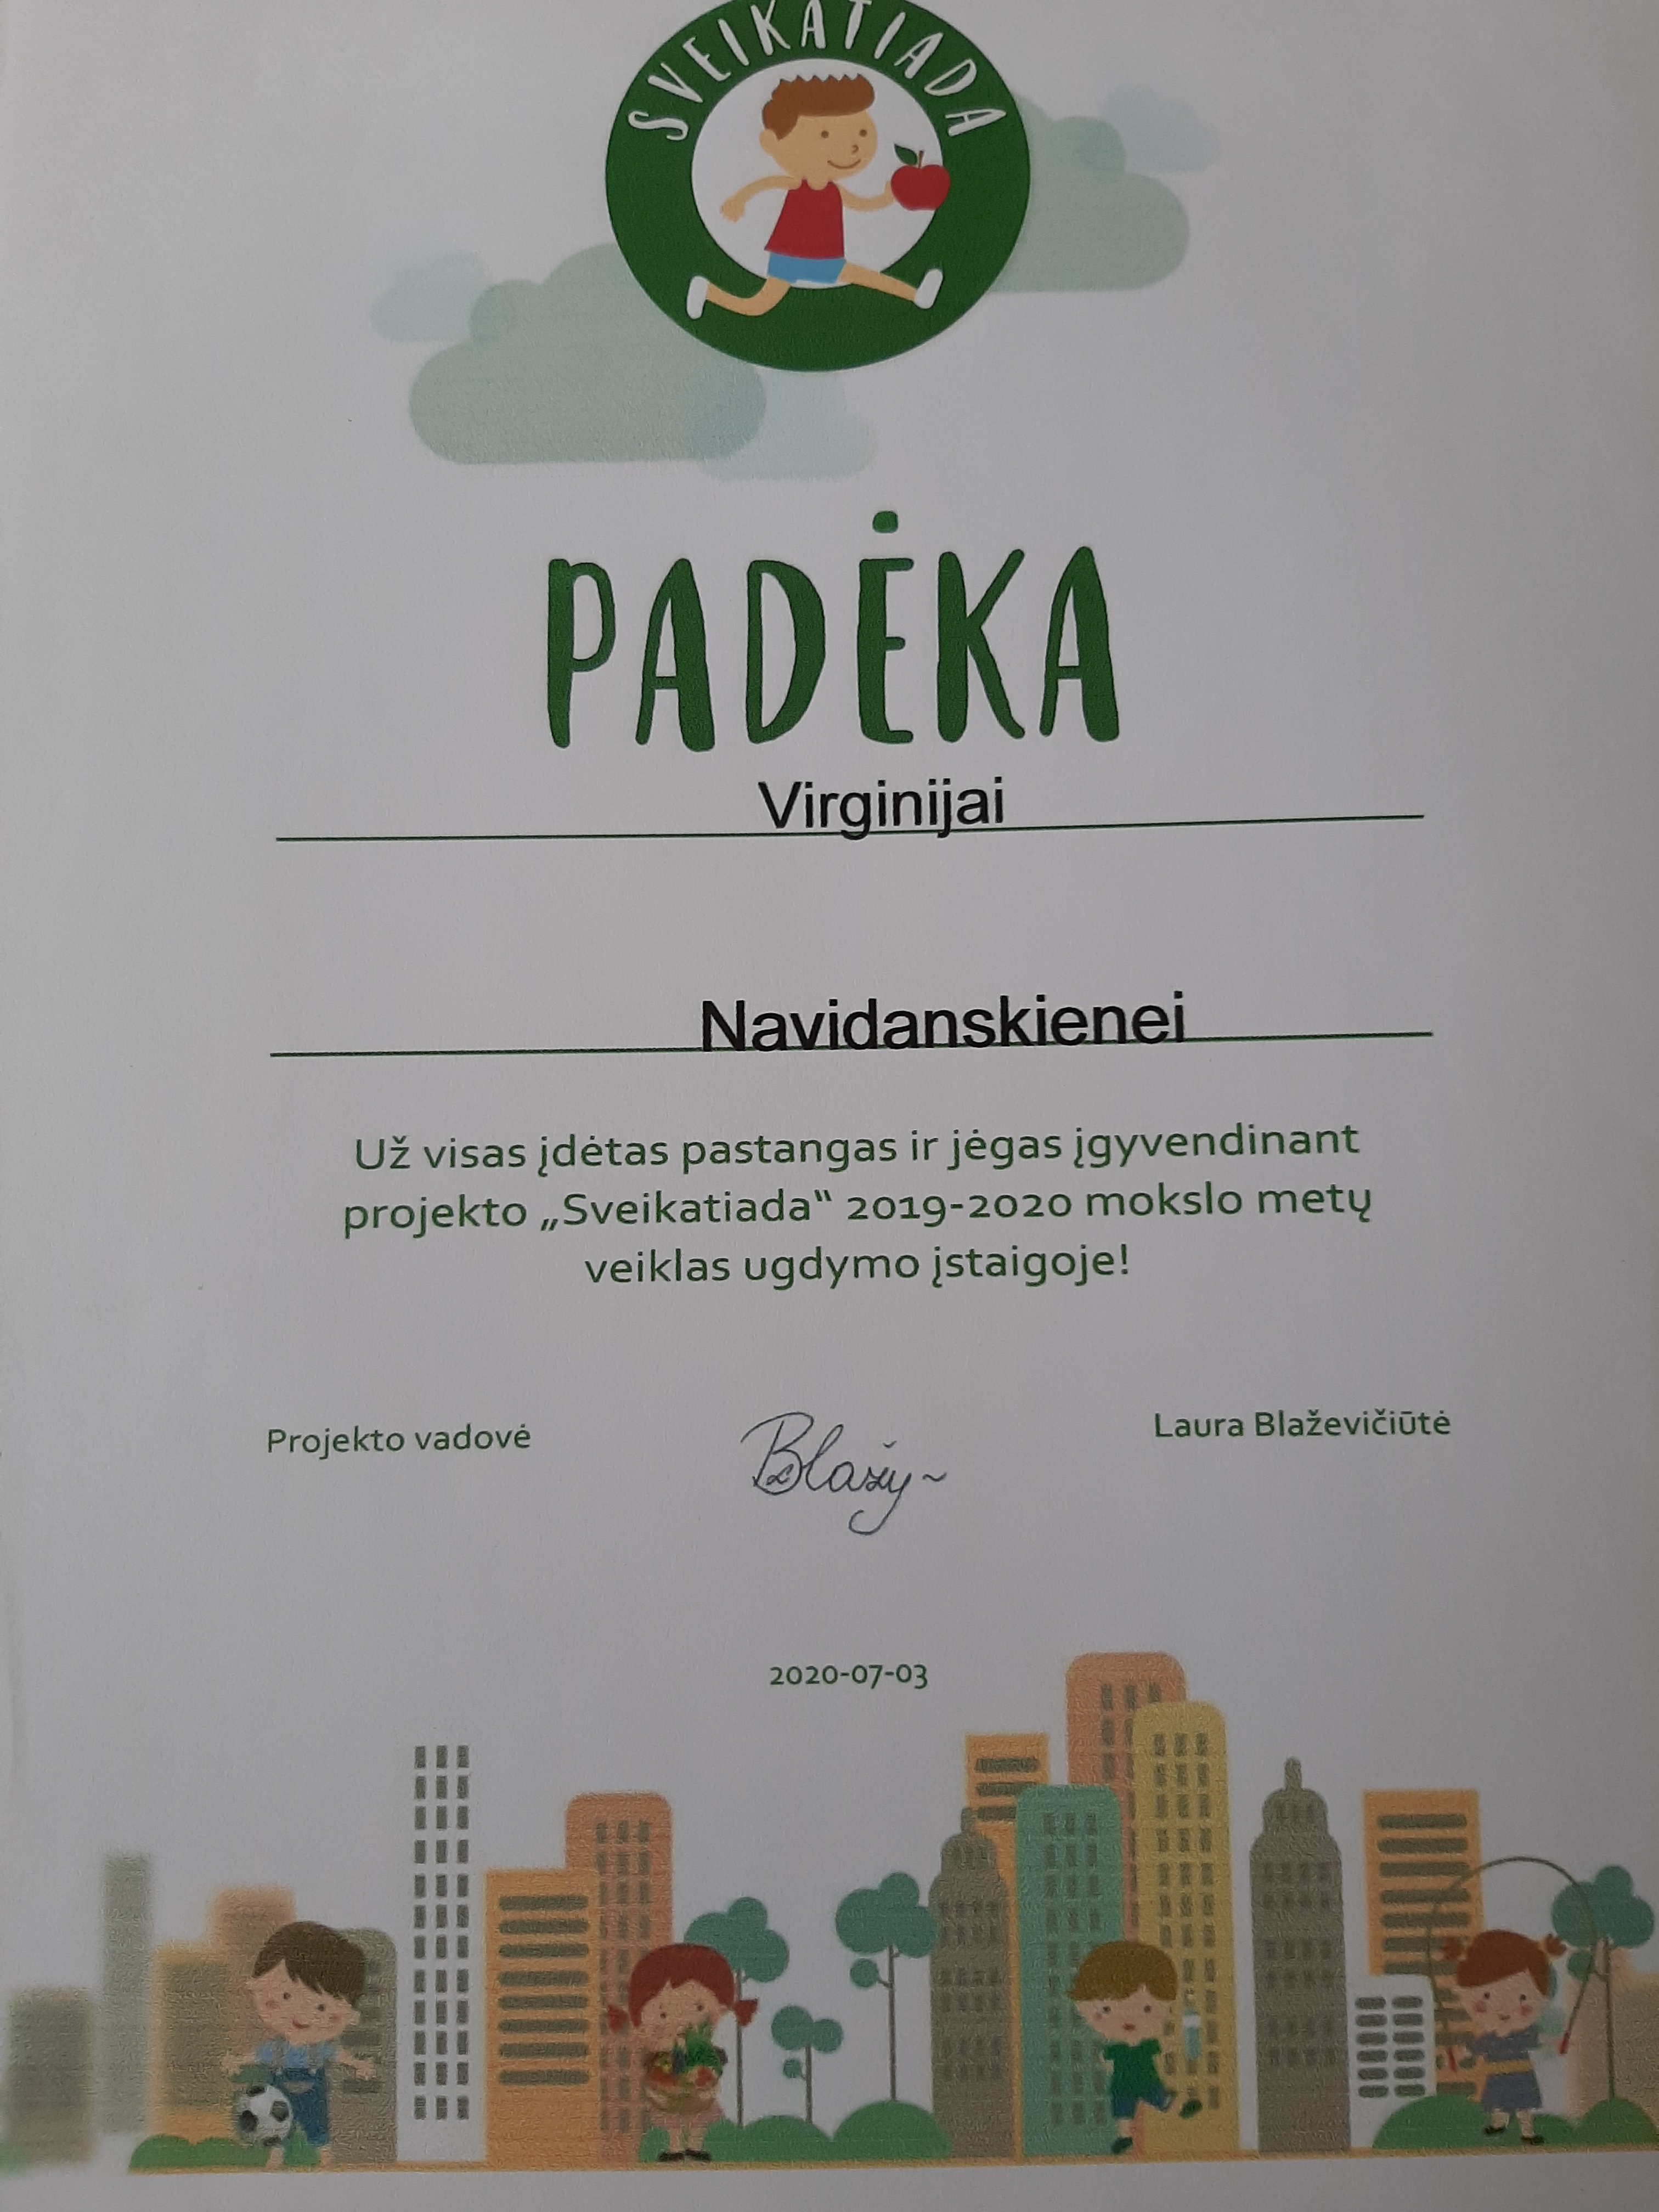 SVEIKATIADA
PADĖKA
Virginijai
Navidanskienei
Už visas įdėtas pastangas ir jėgas įgyvendinant
projekto „Sveikatiada“ 2019-2020 mokslo metų
veiklas ugdymo įstaigoje!
Projekto vadovė
Laura Blaževičiūtė
2020-07-03